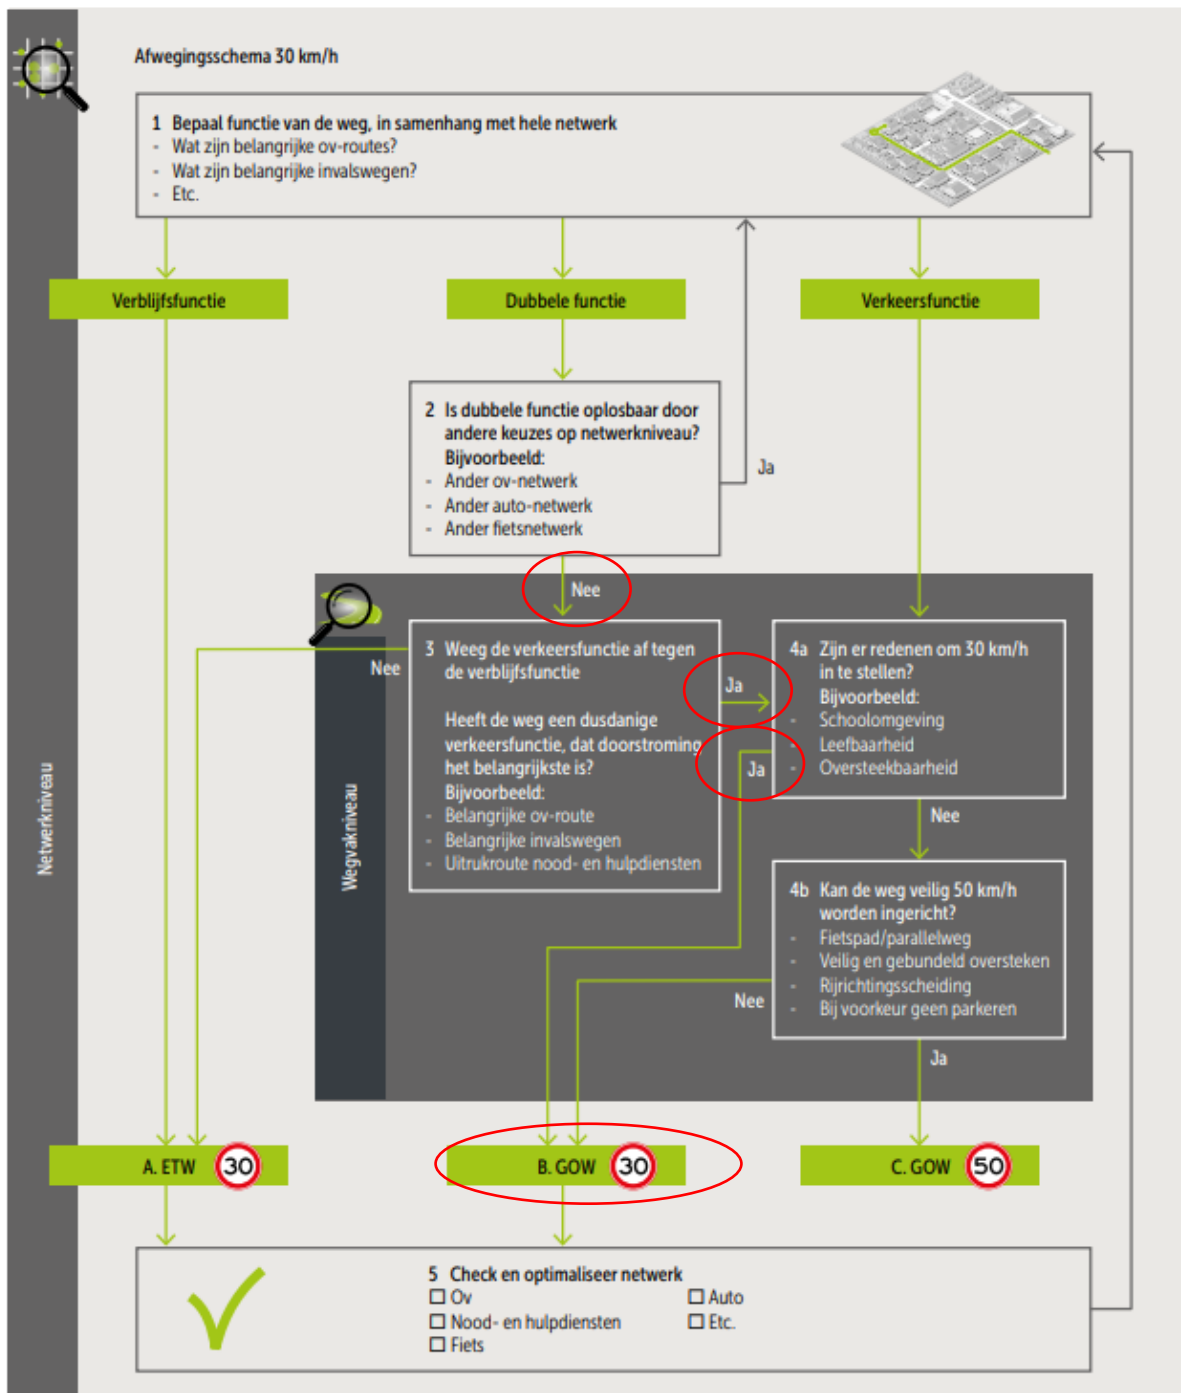 Afwegingsschema 30 km/h
1 Bepaal functie van de weg, in samenhang met hele netwerk
- Wat zijn belangrijke ov-routes?
- Wat zijn belangrijke invalswegen?
- Etc.
Verblijfsfunctie
Dubbele functie
Verkeersfunctie
2 Is dubbele functie oplosbaar door
andere keuzes op netwerkniveau?
Bijvoorbeeld:
- Ander ov-netwerk
- Ander auto-netwerk
- Ander fietsnetwerk
Ja
Nee
Netwerkniveau
Wegvakniveau
Nee
3 Weeg de verkeersfunctie af tegen
de verblijfsfunctie
Heeft de weg een dusdanige
verkeersfunctie, dat doorstroming
het belangrijkste is?
Bijvoorbeeld:
- Belangrijke ov-route
- Belangrijke invalswegen
- Uitrukroute nood- en hulpdiensten
Ja
Ja
4a Zijn er redenen om 30 km/h
in te stellen?
Bijvoorbeeld:
- Schoolomgeving
- Leefbaarheid
- Oversteekbaarheid
Nee
4b Kan de weg veilig 50 km/h
worden ingericht?
- Fietspad/parallelweg
- Veilig en gebundeld oversteken
- Rijrichtingsscheiding
- Bij voorkeur geen parkeren
Nee
Ja
A. ETW 30
B. GOW 30
C. GOW 50
5 Check en optimaliseer netwerk
☐ Ov
☐ Auto
☐ Nood- en hulpdiensten
☐ Etc.
☐ Fiets